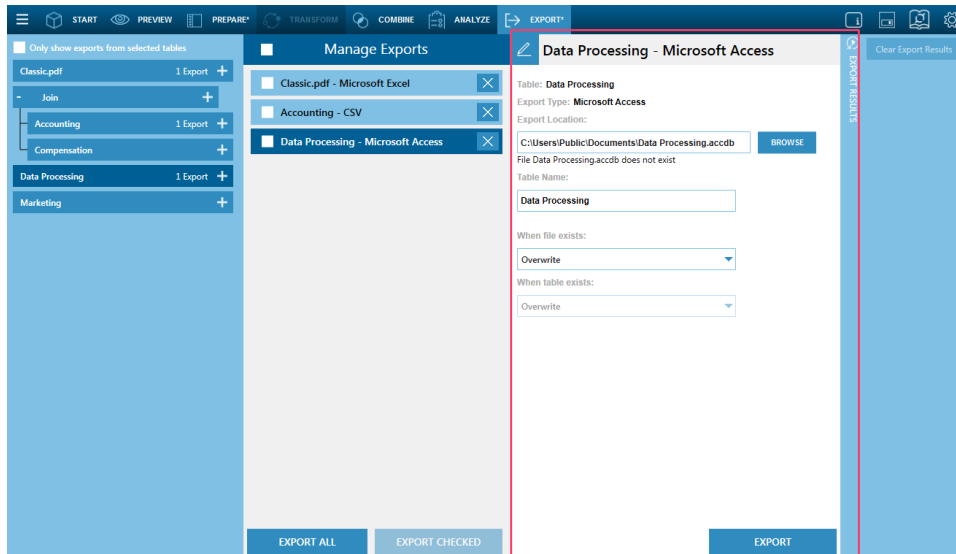 START PREVIEW PREPARE* TRANSFORM COMBINE ANALYZE EXPORT*
Only show exports from selected tables
Classic.pdf 1 Export +
- Join +
Accounting 1 Export +
Compensation +
Data Processing 1 Export +
Marketing +
Manage Exports
Classic.pdf - Microsoft Excel
Accounting - CSV
Data Processing - Microsoft Access
EXPORT ALL EXPORT CHECKED
Data Processing - Microsoft Access
Table: Data Processing
Export Type: Microsoft Access
Export Location:
C:\Users\Public\Documents\Data Processing.accdb BROWSE
File Data Processing.accdb does not exist
Table Name:
Data Processing
When file exists:
Overwrite
When table exists:
Overwrite
EXPORT
EXPORT RESULTS
Clear Export Results